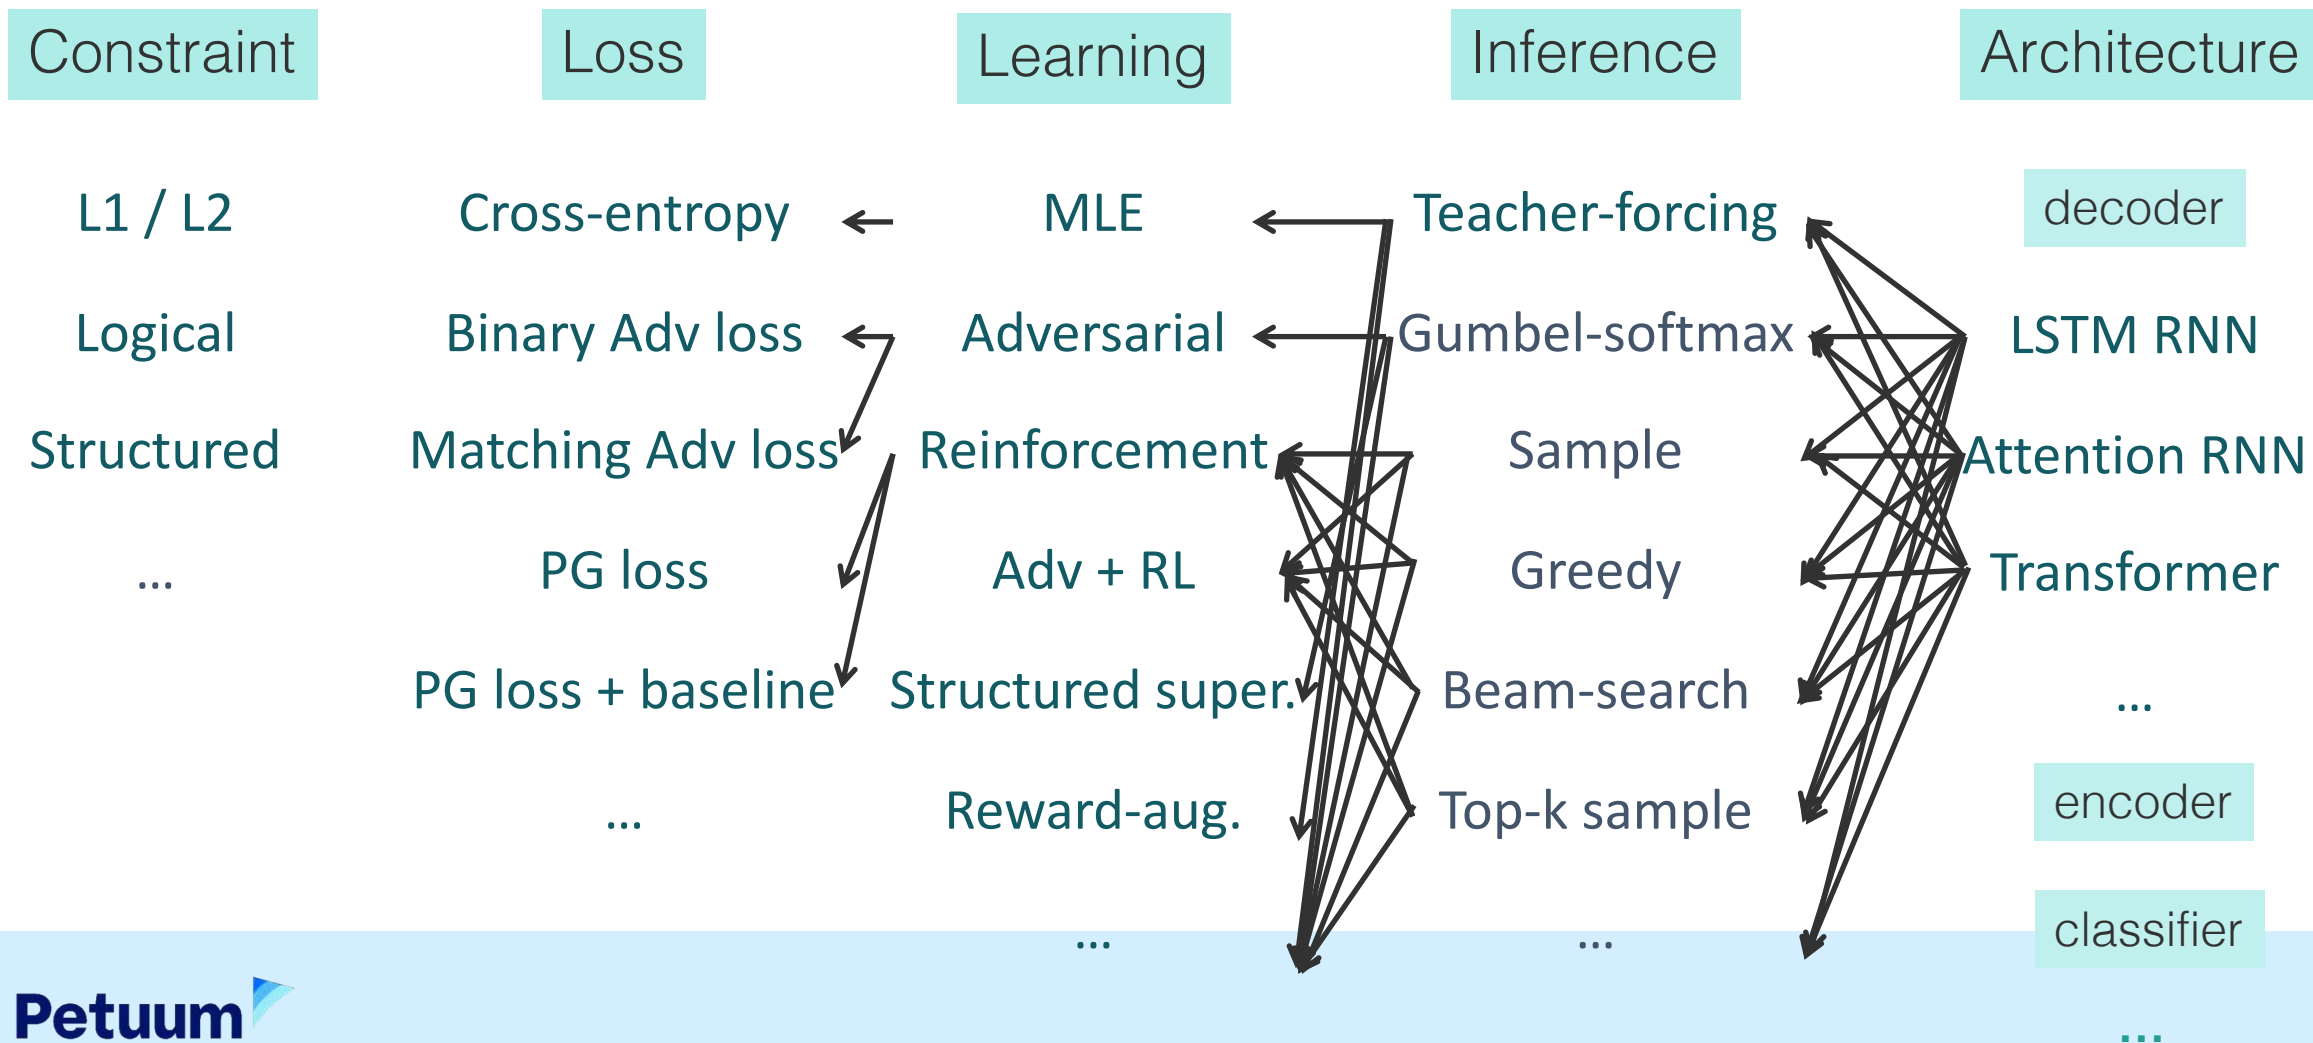 Constraint
Loss
Learning
Inference
Architecture
L1 / L2
Cross-entropy
MLE
Teacher-forcing
decoder
Logical
Binary Adv loss
Adversarial
Gumbel-softmax
LSTM RNN
Structured
Matching Adv loss
Reinforcement
Sample
Attention RNN
...
PG loss
Adv + RL
Greedy
Transformer
PG loss + baseline
Structured super.
Beam-search
...
...
Reward-aug.
Top-k sample
encoder
...
...
classifier
Petuum
...